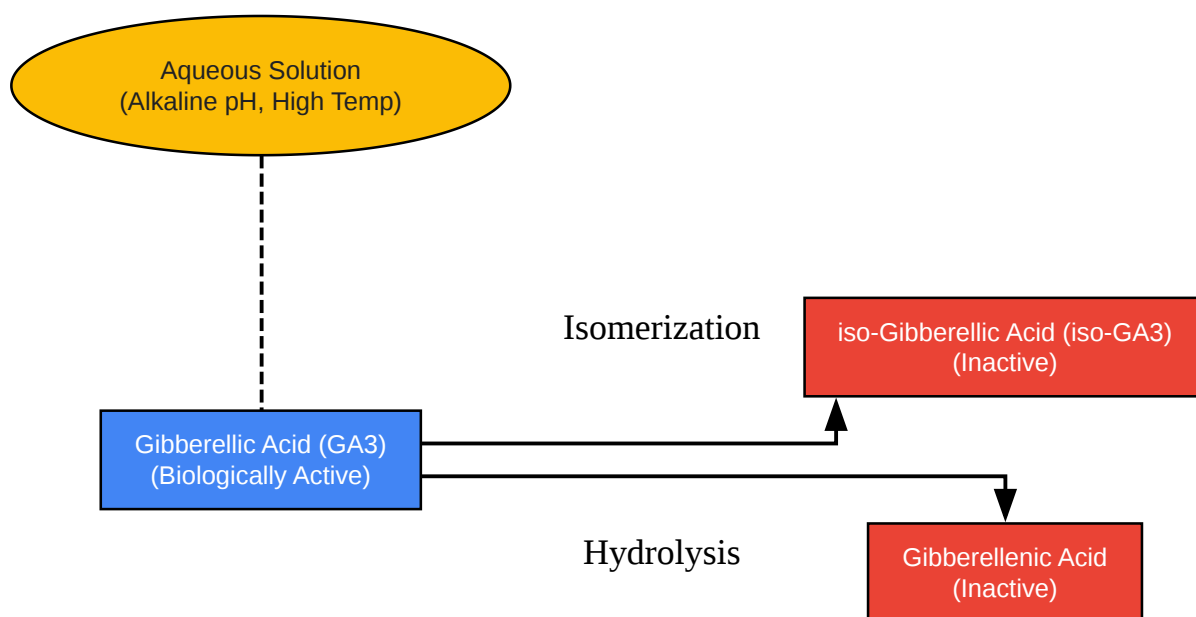 Aqueous Solution
(Alkaline pH, High Temp)
Isomerization
iso-Gibberellic Acid (iso-GA3)
(Inactive)
Gibberellic Acid (GA3)
(Biologically Active)
Hydrolysis
Gibberellenic Acid
(Inactive)